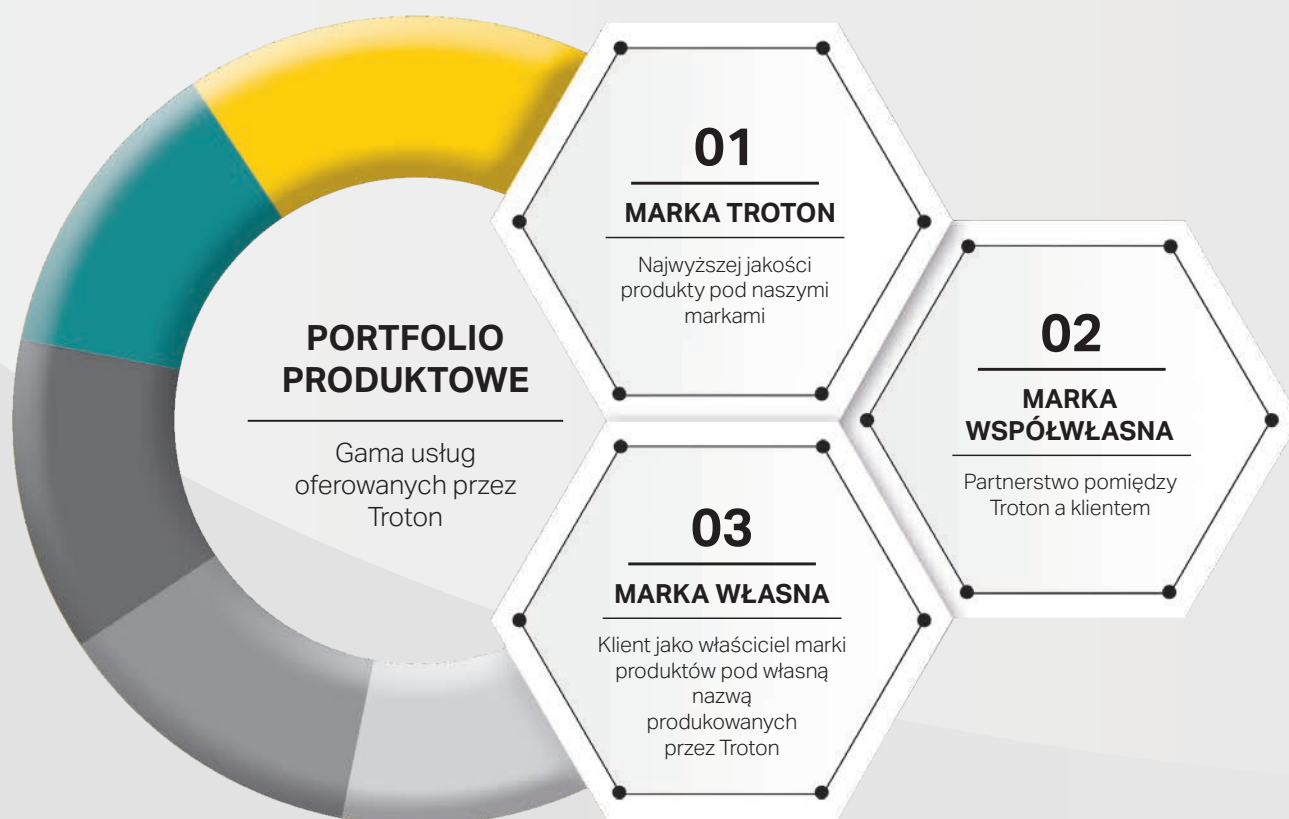 PORTFOLIO
PRODUKTOWE
Gama usług
oferowanych przez
Troton
01
MARKA TROTON
Najwyższej jakości
produkty pod naszymi
markami
02
MARKA
WSPÓŁWŁASNA
Partnerstwo pomiędzy
Troton a klientem
03
MARKA WŁASNA
Klient jako właściciel marki
produktów pod własną
nazwą
produkowanych
przez Troton